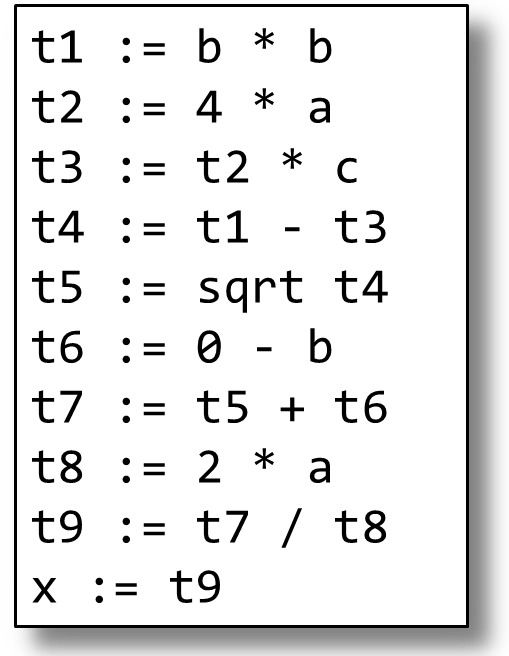 t1 := b * b
t2 := 4 * a
t3 := t2 * c
t4 := t1 - t3
t5 := sqrt t4
t6 := 0 - b
t7 := t5 + t6
t8 := 2 * a
t9 := t7 / t8
x := t9